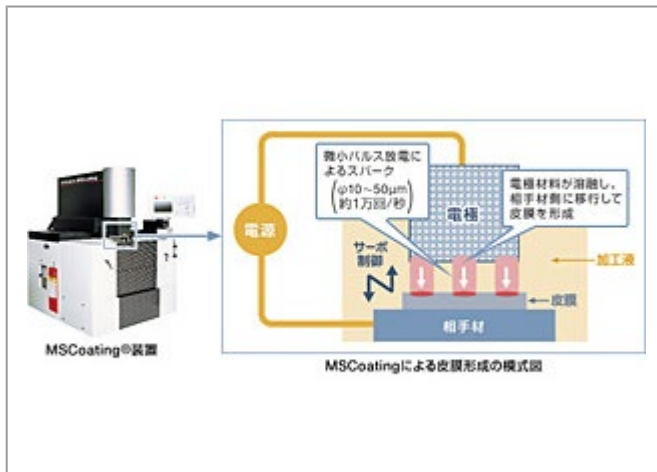 微小パルス放電に
よるスパーク
(φ10～50μm
約1万回/秒)
電極材料が溶融し、
相手材側に移行して
皮膜を形成
電極
電源
サーボ
制御
加工液
皮膜
相手材
MSCoating®装置
MSCoatingによる皮膜形成の模式図